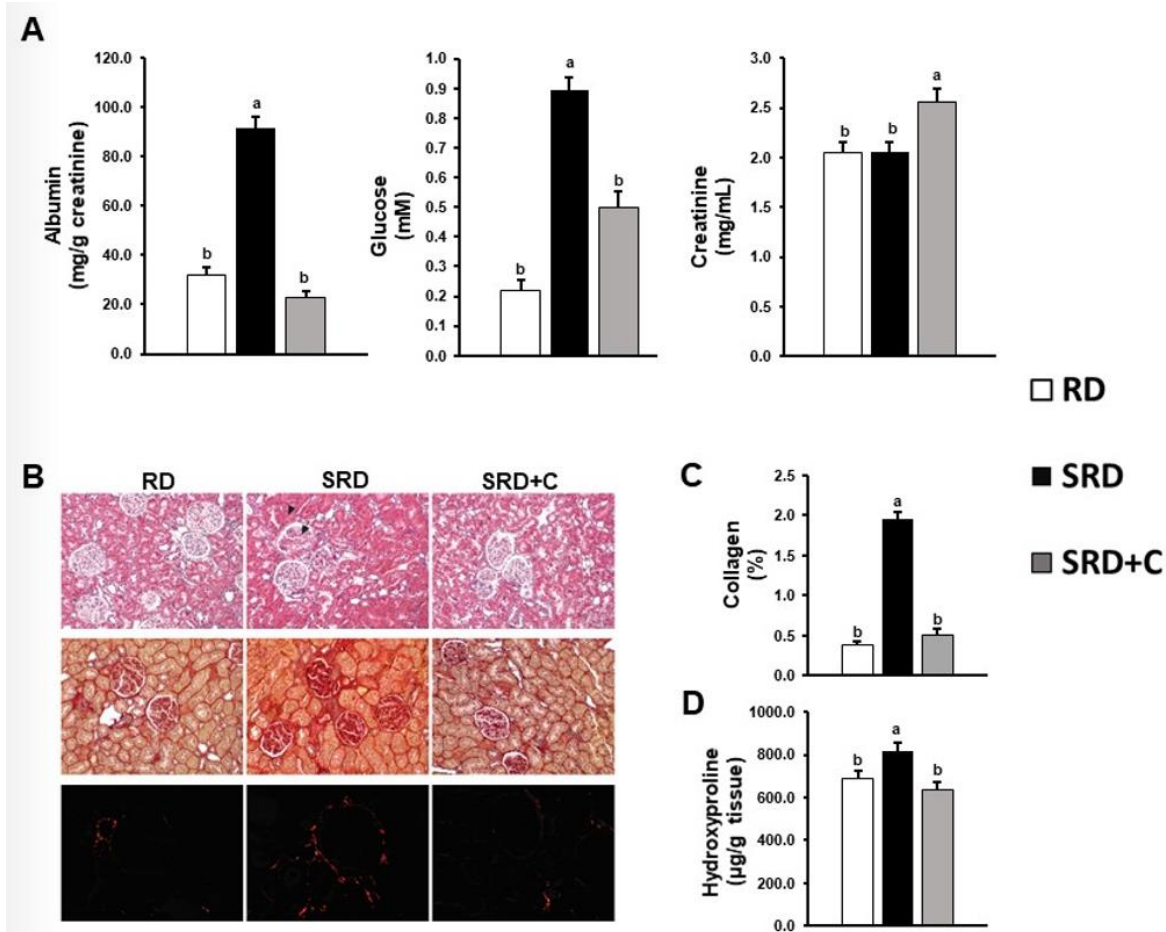 A
120.0
100.0
80.0
60.0
40.0
20.0
0.0
Albumin
(mg/g creatinine)
b
a
b
1.0
0.9
0.8
0.7
0.6
0.5
0.4
0.3
0.2
0.1
0.0
Glucose
(mM)
b
a
b
3.0
2.5
2.0
1.5
1.0
0.5
0.0
Creatinine
(mg/mL)
b
b
a
RD
SRD
SRD+C
B
RD
SRD
SRD+C
C
2.5
2.0
1.5
1.0
0.5
0.0
Collagen
(%)
b
a
b
D
1000.0
800.0
600.0
400.0
200.0
0.0
Hydroxyproline
(µg/g tissue)
b
a
b